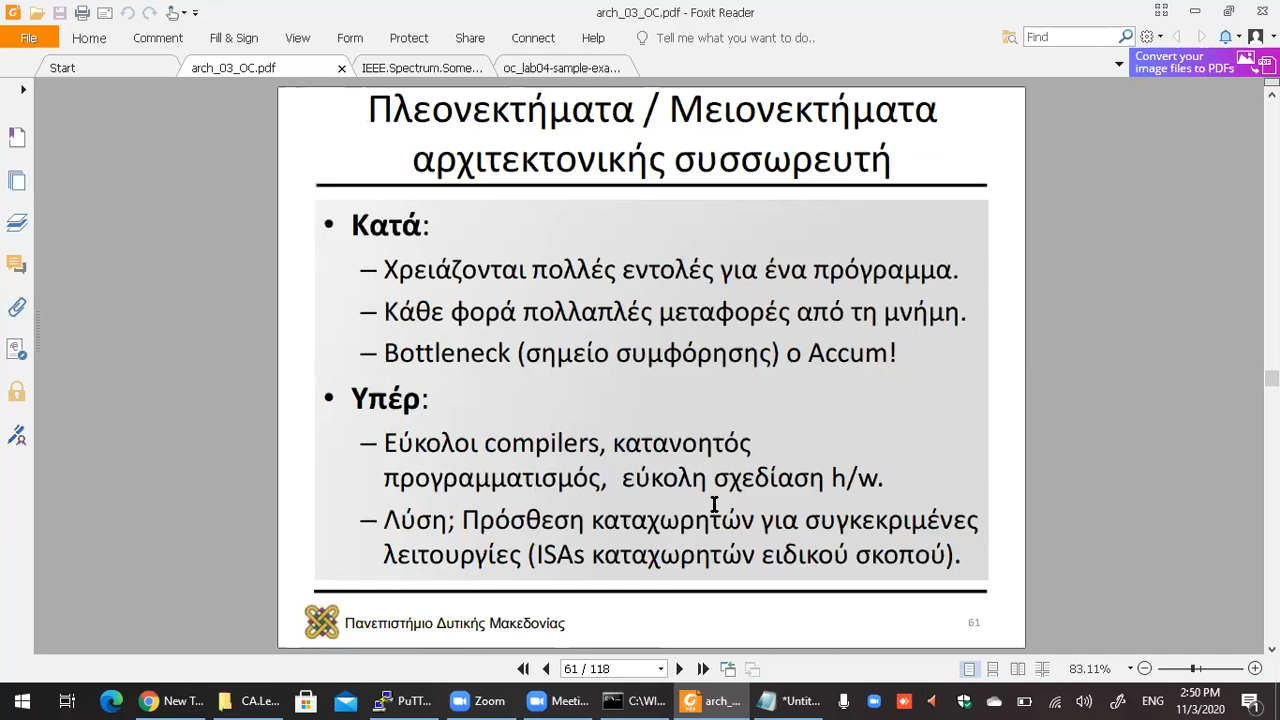 arch_03_OC.pdf - Foxit Reader
File Home Comment Fill & Sign View Form Protect Share Connect Help Tell me what you want to do.. Find
Start arch_03_OC.pdf IEEE.Spectrum.Some... oc_lab04-sample-exa...
Convert your
image files to PDFs
Πλεονεκτήματα / Μειονεκτήματα
αρχιτεκτονικής συσσωρευτή
• Κατά:
– Χρειάζονται πολλές εντολές για ένα πρόγραμμα.
– Κάθε φορά πολλαπλές μεταφορές από τη μνήμη.
– Bottleneck (σημείο συμφόρησης) ο Accum!
• Υπέρ:
– Εύκολοι compilers, κατανοητός
προγραμματισμός, εύκολη σχεδίαση h/w.
– Λύση; Πρόσθεση καταχωρητών για συγκεκριμένες
λειτουργίες (ISAs καταχωρητών ειδικού σκοπού).
Πανεπιστήμιο Δυτικής Μακεδονίας
61
61 / 118
83.11%
New T... CA.Le... PuTT... Zoom Meeti... C:\WI... arch_... *Untit... ENG
2:50 PM
11/3/2020